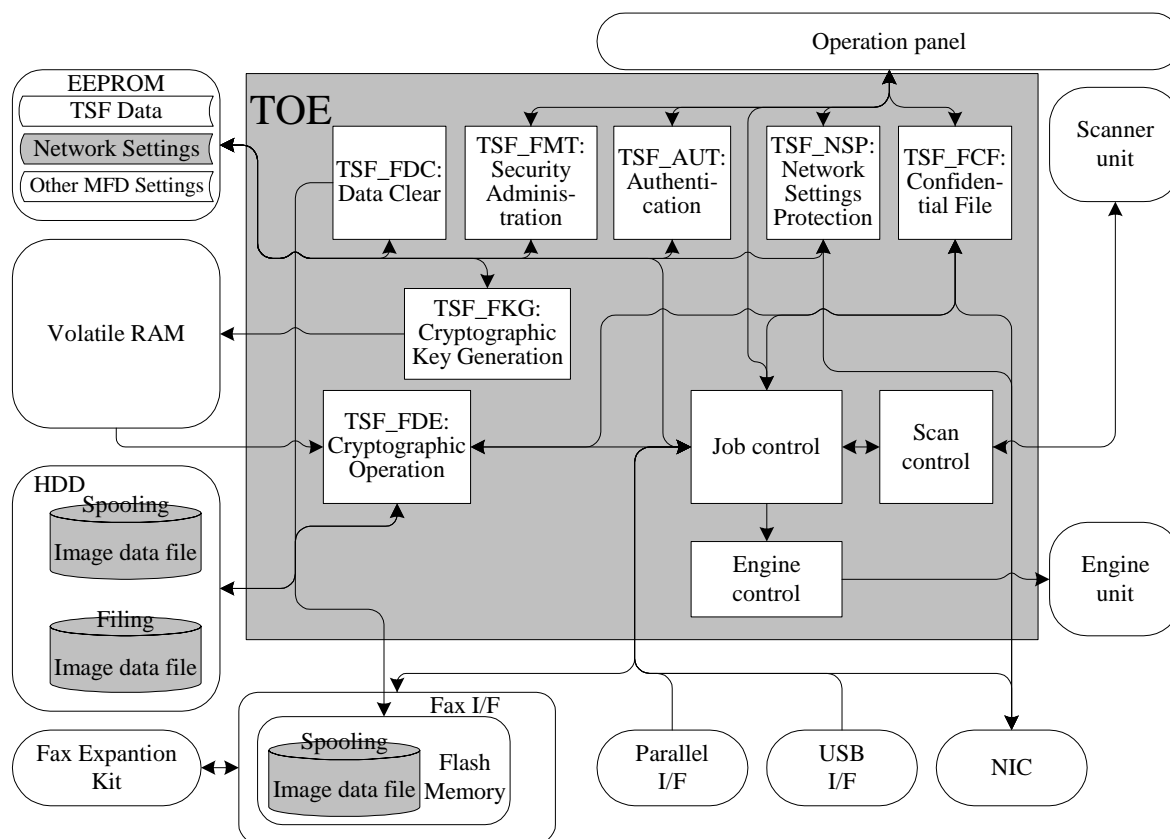 Operation panel
EEPROM
TSF Data
Network Settings
Other MFD Settings
TOE
TSF_FDC:
Data Clear
TSF_FMT:
Security
Adminis-
tration
TSF_AUT:
Authenti-
cation
TSF_NSP:
Network
Settings
Protection
TSF_FCF:
Confiden-
tial File
Scanner
unit
Volatile RAM
TSF_FKG:
Cryptographic
Key Generation
TSF_FDE:
Cryptographic
Operation
Job control
Scan
control
HDD
Spooling
Image data file
Filing
Image data file
Engine
control
Engine
unit
Fax Expantion
Kit
Fax I/F
Spooling
Image data file
Flash
Memory
Parallel
I/F
USB
I/F
NIC